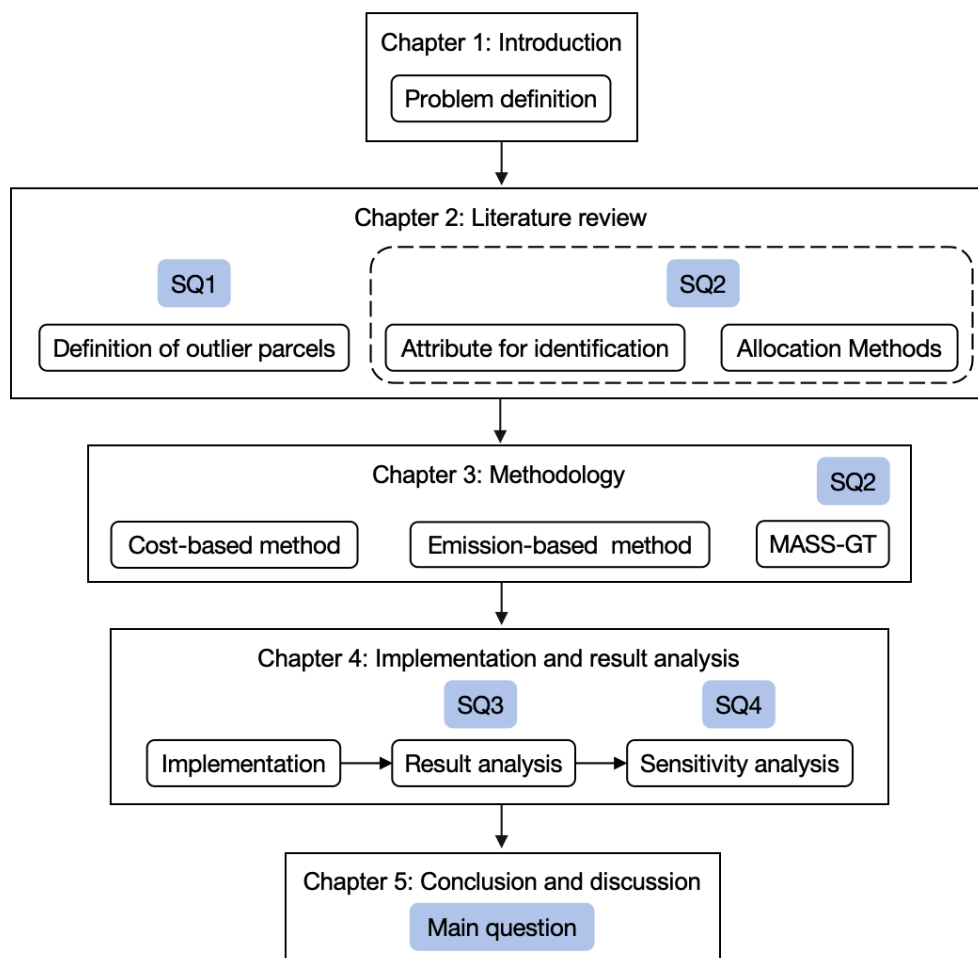 Chapter 1: Introduction
Problem definition
Chapter 2: Literature review
SQ1
SQ2
Definition of outlier parcels
Attribute for identification
Allocation Methods
Chapter 3: Methodology
SQ2
Cost-based method
Emission-based method
MASS-GT
Chapter 4: Implementation and result analysis
SQ3
SQ4
Implementation
Result analysis
Sensitivity analysis
Chapter 5: Conclusion and discussion
Main question